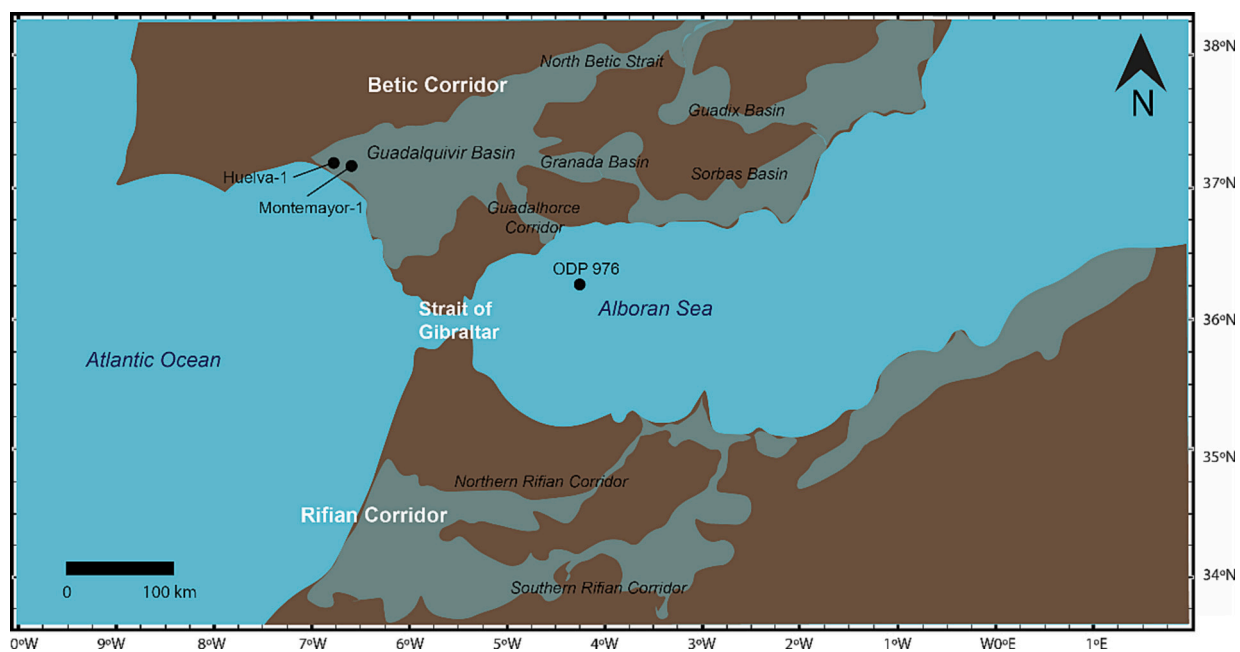 38ºN
North Betic Strait
Betic Corridor
N
Guadix Basin
Guadalquivir Basin
Granada Basin
Huelva-1
Sorbas Basin
37ºN
Montemayor-1
Guadalhorce
Corridor
ODP 976
Strait of
Gibraltar
Alboran Sea
36ºN
Atlantic Ocean
35ºN
Northern Rifian Corridor
Rifian Corridor
34ºN
0 100 km
Southern Rifian Corridor
0ºW 9ºW 8ºW 7ºW 6ºW 5ºW 4ºW 3ºW 2ºW 1ºW W0ºE 1ºE